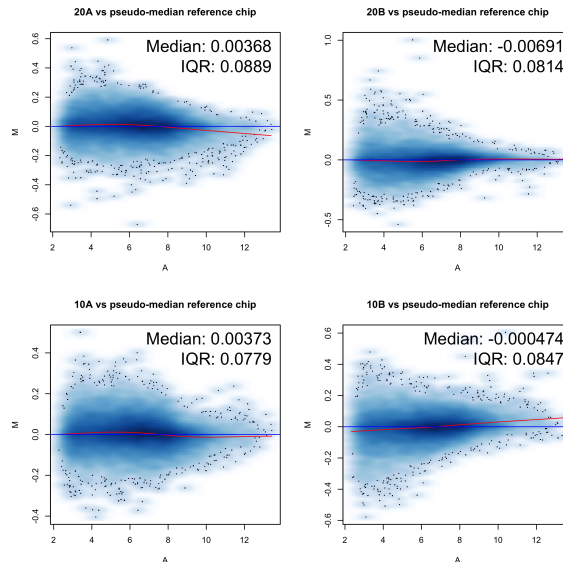 20A vs pseudo-median reference chip
Median: 0.00368
IQR: 0.0889
M
0.6
0.4
0.2
0.0
-0.2
-0.4
-0.6
2 4 6 8 10 12
A
20B vs pseudo-median reference chip
Median: -0.00691
IQR: 0.0814
M
1.0
0.5
0.0
-0.5
2 4 6 8 10 12
A
10A vs pseudo-median reference chip
Median: 0.00373
IQR: 0.0779
M
0.4
0.2
0.0
-0.2
-0.4
2 4 6 8 10 12
A
10B vs pseudo-median reference chip
Median: -0.000474
IQR: 0.0847
M
0.6
0.4
0.2
0.0
-0.2
-0.4
-0.6
2 4 6 8 10 12
A